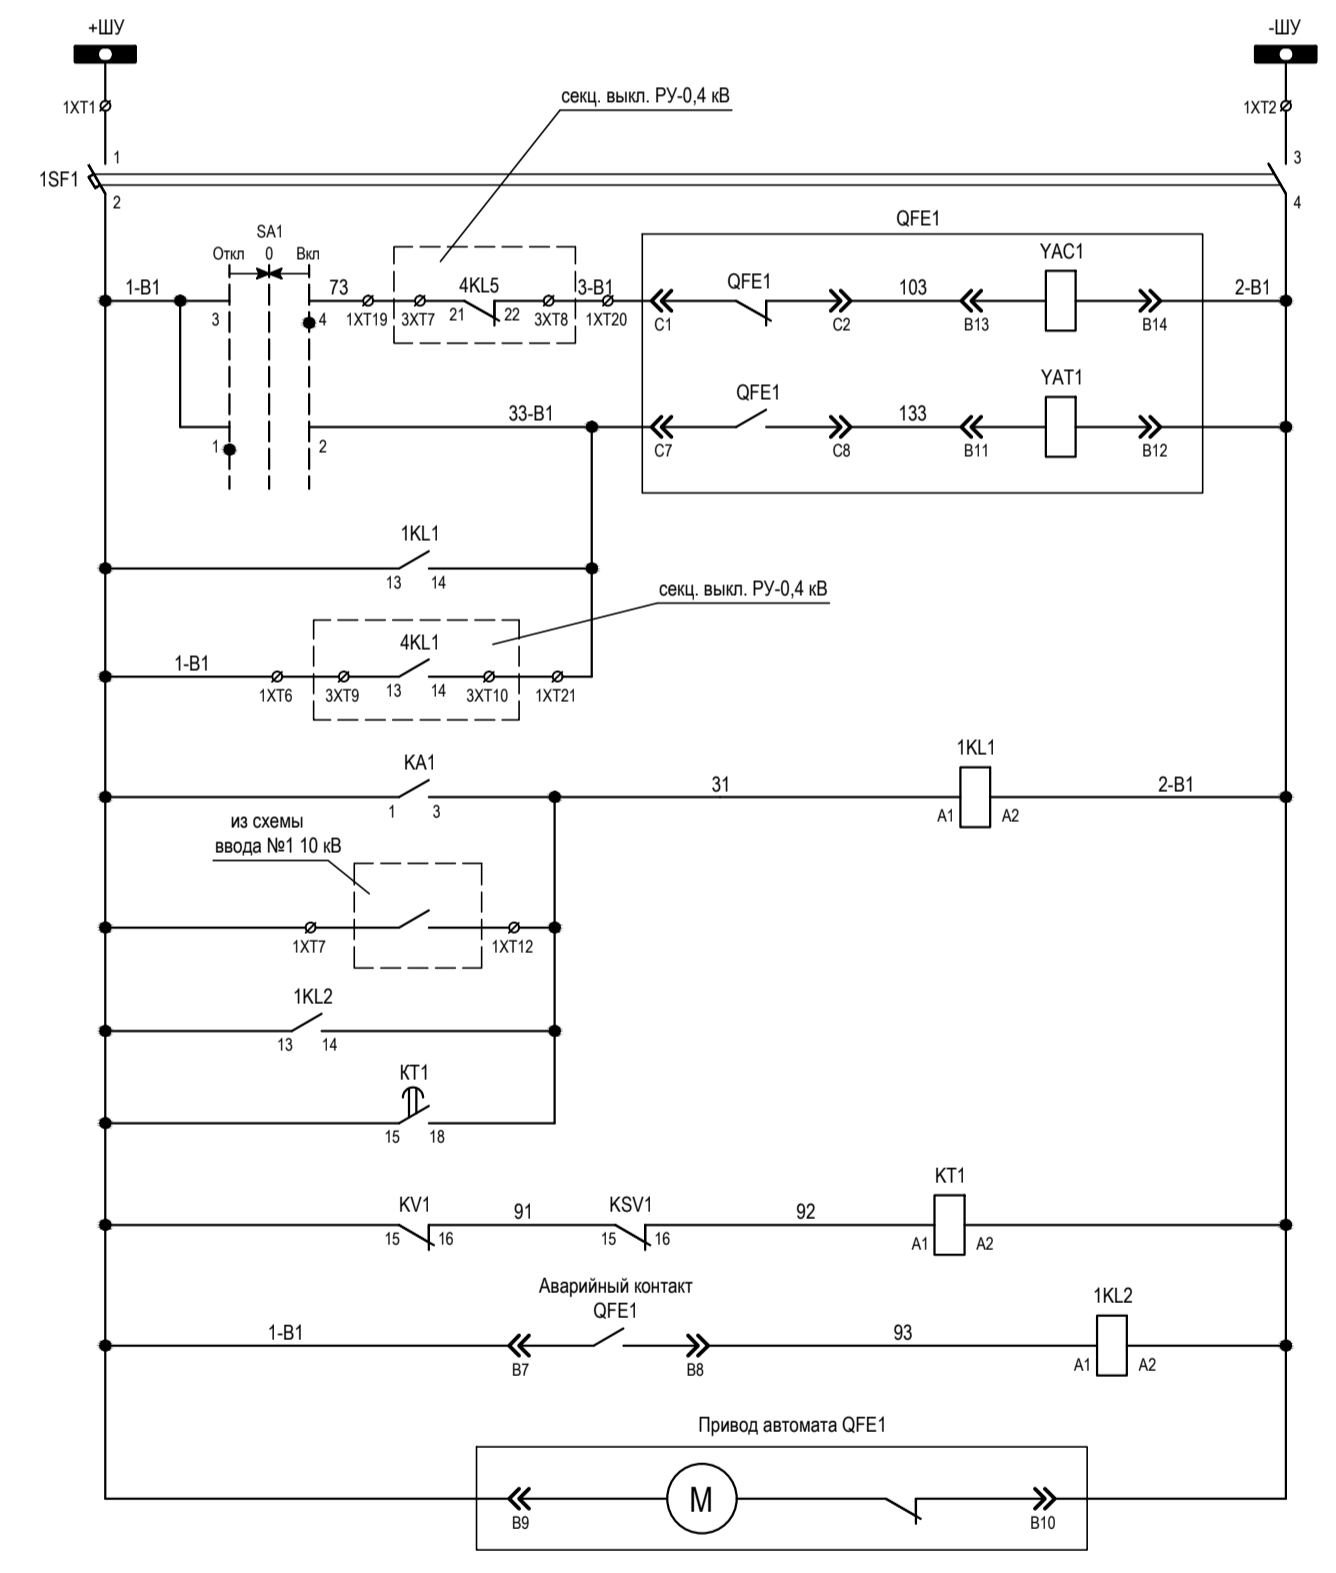 +ШУ
-ШУ
1XT1
1XT2
секц. выкл. РУ-0,4 кВ
1
3
1SF1
2
4
QFE1
SA1
Откл 0 Вкл
1-В1
73
4KL5
3-В1
QFE1
103
YAC1
2-В1
3
4
1XT19
3XT7
21
22
3XT8
1XT20
C1
C2
B13
B14
33-В1
QFE1
133
YAT1
1
2
C7
C8
B11
B12
1KL1
13
14
секц. выкл. РУ-0,4 кВ
1-В1
4KL1
1XT6
3XT9
13
14
3XT10
1XT21
KA1
31
1KL1
2-В1
1
3
A1
A2
из схемы
ввода №1 10 кВ
1XT7
1XT12
1KL2
13
14
KT1
15
18
KV1
91
KSV1
92
KT1
15
16
15
16
A1
A2
Аварийный контакт
QFE1
1-В1
93
1KL2
B7
B8
A1
A2
Привод автомата QFE1
M
B9
B10